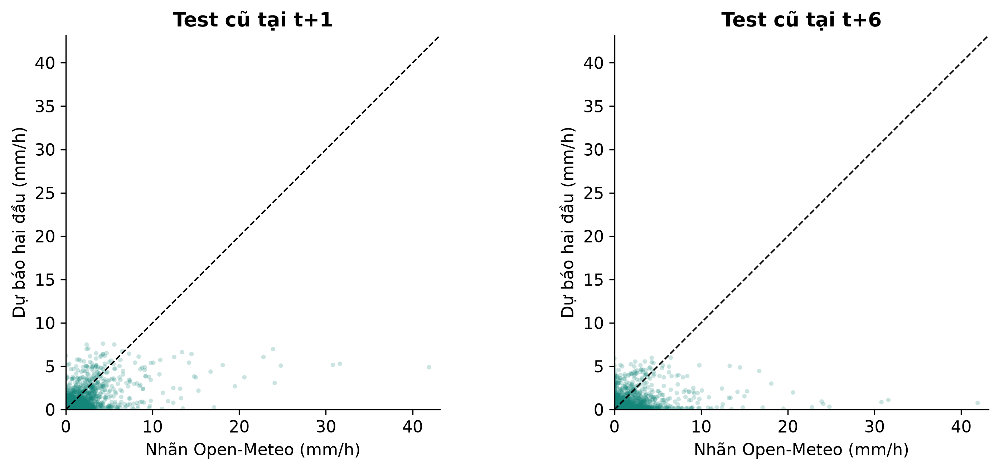 Test cũ tại t+1
40
35
30
25
20
15
10
5
0
Dự báo hai đầu (mm/h)
0 10 20 30 40
Nhãn Open-Meteo (mm/h)
Test cũ tại t+6
40
35
30
25
20
15
10
5
0
Dự báo hai đầu (mm/h)
0 10 20 30 40
Nhãn Open-Meteo (mm/h)